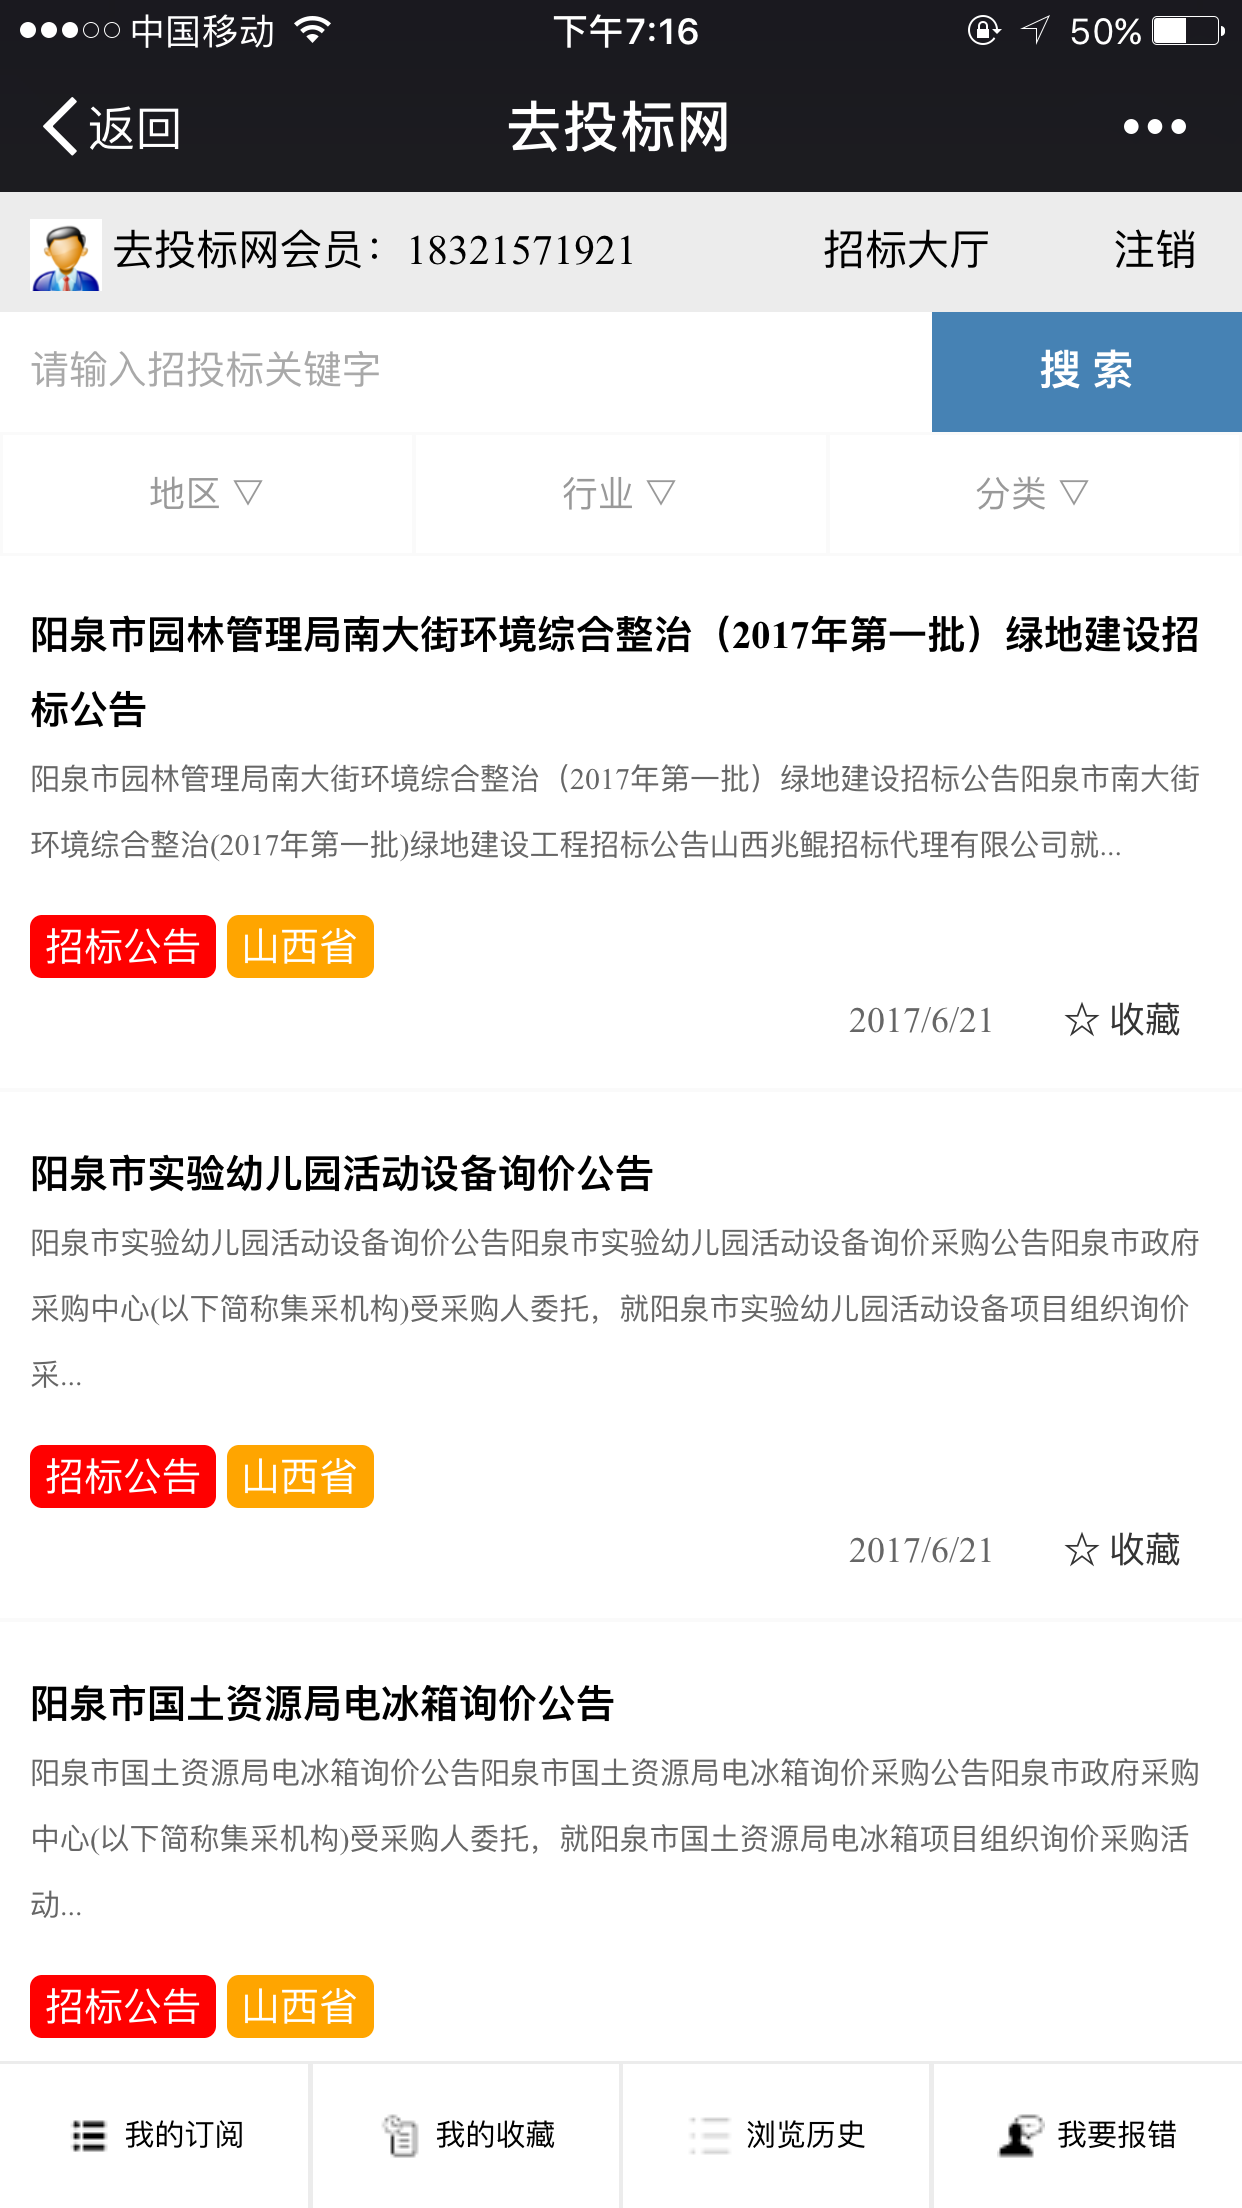 中国移动 下午7:16 50%
返回 去投标网
去投标网会员：18321571921 招标大厅 注销
请输入招投标关键字 搜 索
地区 ▽ 行业 ▽ 分类 ▽
阳泉市园林管理局南大街环境综合整治（2017年第一批）绿地建设招
标公告
阳泉市园林管理局南大街环境综合整治（2017年第一批）绿地建设招标公告阳泉市南大街
环境综合整治(2017年第一批)绿地建设工程招标公告山西兆鲲招标代理有限公司就...
招标公告 山西省
2017/6/21 ☆ 收藏
阳泉市实验幼儿园活动设备询价公告
阳泉市实验幼儿园活动设备询价公告阳泉市实验幼儿园活动设备询价采购公告阳泉市政府
采购中心(以下简称集采机构)受采购人委托，就阳泉市实验幼儿园活动设备项目组织询价
采...
招标公告 山西省
2017/6/21 ☆ 收藏
阳泉市国土资源局电冰箱询价公告
阳泉市国土资源局电冰箱询价公告阳泉市国土资源局电冰箱询价采购公告阳泉市政府采购
中心(以下简称集采机构)受采购人委托，就阳泉市国土资源局电冰箱项目组织询价采购活
动...
招标公告 山西省
我的订阅 我的收藏 浏览历史 我要报错